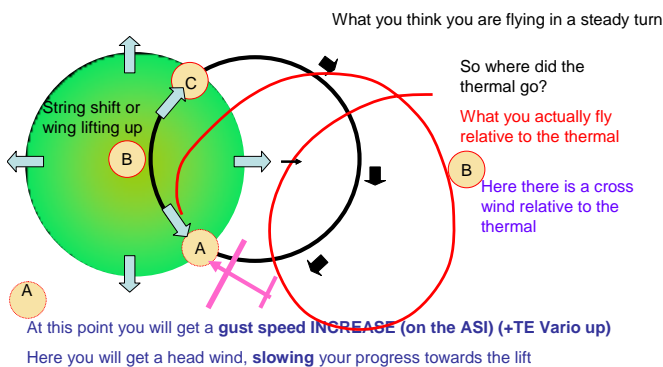 What you think you are flying in a steady turn
So where did the
thermal go?
What you actually fly
relative to the thermal
C
String shift or
wing lifting up
B
B
Here there is a cross
wind relative to the
thermal
A
A
At this point you will get a gust speed INCREASE (on the ASI) (+TE Vario up)
Here you will get a head wind, slowing your progress towards the lift